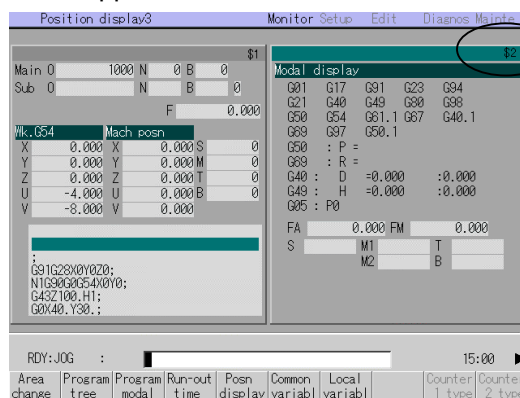 Position display3 Monitor Setup Edit Diagnos Mainte
$1
Main O 1000 N 0 B 0
Sub O N B 0
F 0.000
Wk.G54 Mach posn
X 0.000 X 0.000 S 0
Y 0.000 Y 0.000 M 0
Z 0.000 Z 0.000 T 0
U -4.000 U 0.000 B 0
V -8.000 V 0.000
;
G91G28X0Y0Z0;
N1G90G0G54X0Y0;
G43Z100.H1;
G0X40.Y30.;
$2
Modal display
G01 G17 G91 G23 G94
G21 G40 G49 G80 G98
G50 G54 G61.1 G67 G40.1
G69 G97 G50.1
G50 : P =
G69 : R =
G40 : D =0.000 :0.000
G49 : H =0.000 :0.000
G05 : P0
FA 0.000 FM 0.000
S M1 T
M2 B
RDY:JOG : 15:00
Area change Program tree Program modal Run-out time Posn display Common variabl Local variabl Counter 1 type Counte 2 type